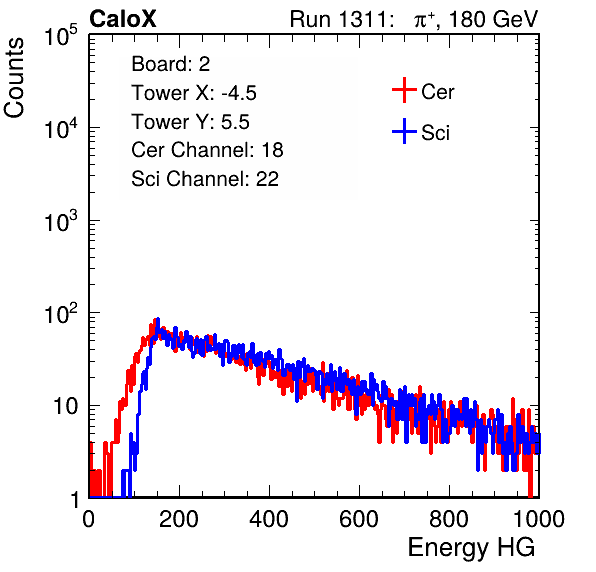 CaloX Run 1311: π⁺, 180 GeV
Counts
Board: 2
Tower X: -4.5
Tower Y: 5.5
Cer Channel: 18
Sci Channel: 22
Cer
Sci
10⁵
10⁴
10³
10²
10
1
0 200 400 600 800 1000
Energy HG